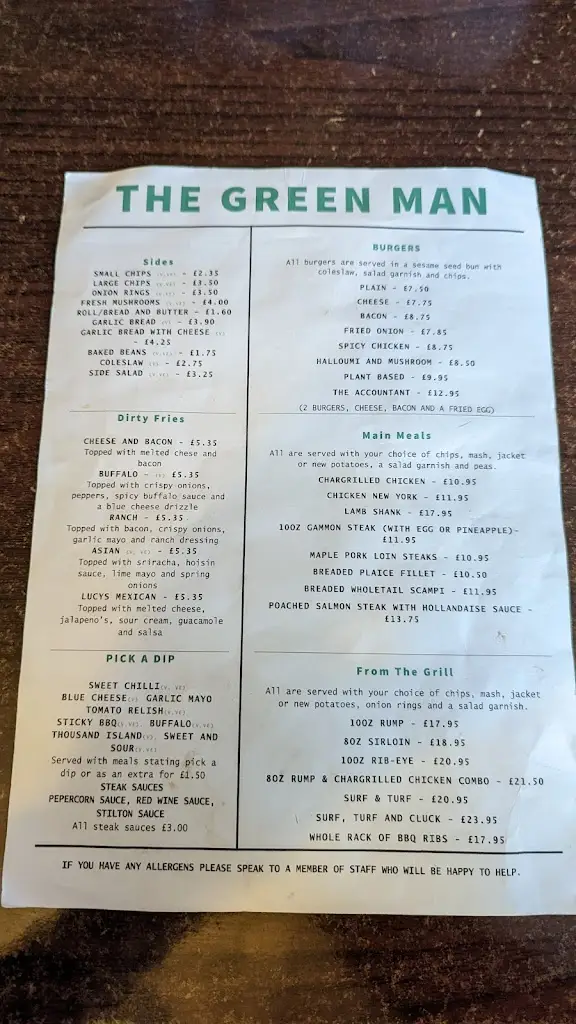 THE GREEN MAN
Sides
SMALL CHIPS (V,VE) - £2.35
LARGE CHIPS (V,VE) - £3.50
ONION RINGS (V,VE) - £3.50
FRESH MUSHROOMS (V,VE) - £4.00
ROLL/BREAD AND BUTTER - £1.60
GARLIC BREAD (V) - £3.90
GARLIC BREAD WITH CHEESE (V)
- £4.25
BAKED BEANS (V,VE) - £1.75
COLESLAW (V) - £2.75
SIDE SALAD (V,VE) - £3.25
Dirty Fries
CHEESE AND BACON - £5.35
Topped with melted chese and
bacon
BUFFALO - (V) £5.35
Topped with crispy onions,
peppers, spicy buffalo sauce and
a blue cheese drizzle
RANCH - £5.35
Topped with bacon, crispy onions,
garlic mayo and ranch dressing
ASIAN (V, VE) - £5.35
Topped with sriracha, hoisin
sauce, lime mayo and spring
onions
LUCYS MEXICAN - £5.35
Topped with melted cheese,
jalapeno's, sour cream, guacamole
and salsa
PICK A DIP
SWEET CHILLI(V, VE)
BLUE CHEESE(V) GARLIC MAYO
TOMATO RELISH(V,VE)
STICKY BBQ(V,VE) BUFFALO(V,VE)
THOUSAND ISLAND(V) SWEET AND
SOUR(V,VE)
Served with meals stating pick a
dip or as an extra for £1.50
STEAK SAUCES
PEPERCORN SAUCE, RED WINE SAUCE,
STILTON SAUCE
All steak sauces £3.00
BURGERS
All burgers are served in a sesame seed bun with
coleslaw, salad garnish and chips.
PLAIN - £7.50
CHEESE - £7.75
BACON - £8.75
FRIED ONION - £7.85
SPICY CHICKEN - £8.75
HALLOUMI AND MUSHROOM - £8.50
PLANT BASED - £9.95
THE ACCOUNTANT - £12.95
(2 BURGERS, CHEESE, BACON AND A FRIED EGG)
Main Meals
All are served with your choice of chips, mash, jacket
or new potatoes, a salad garnish and peas.
CHARGRILLED CHICKEN - £10.95
CHICKEN NEW YORK - £11.95
LAMB SHANK - £17.95
10OZ GAMMON STEAK (WITH EGG OR PINEAPPLE)-
£11.95
MAPLE PORK LOIN STEAKS - £10.95
BREADED PLAICE FILLET - £10.50
BREADED WHOLETAIL SCAMPI - £11.95
POACHED SALMON STEAK WITH HOLLANDAISE SAUCE -
£13.75
From The Grill
All are served with your choice of chips, mash, jacket
or new potatoes, onion rings and a salad garnish.
10OZ RUMP - £17.95
8OZ SIRLOIN - £18.95
10OZ RIB-EYE - £20.95
8OZ RUMP & CHARGRILLED CHICKEN COMBO - £21.50
SURF & TURF - £20.95
SURF, TURF AND CLUCK - £23.95
WHOLE RACK OF BBQ RIBS - £17.95
IF YOU HAVE ANY ALLERGENS PLEASE SPEAK TO A MEMBER OF STAFF WHO WILL BE HAPPY TO HELP.